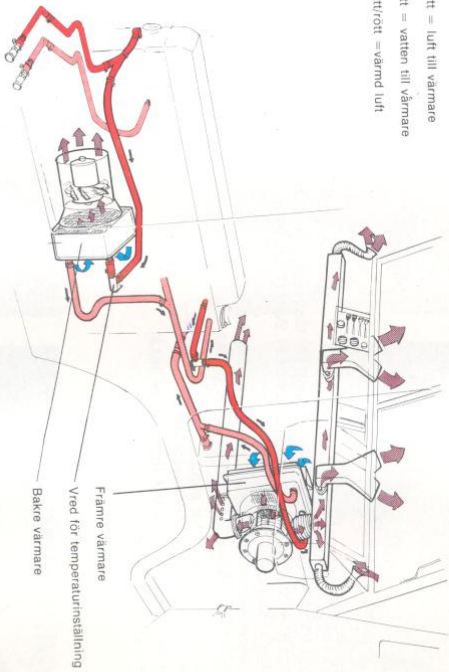 tt = luft till värmare
tt = vatten till värmare
tt/rött = värmd luft
Främre värmare
Vred för temperaturinställning
Bakre värmare